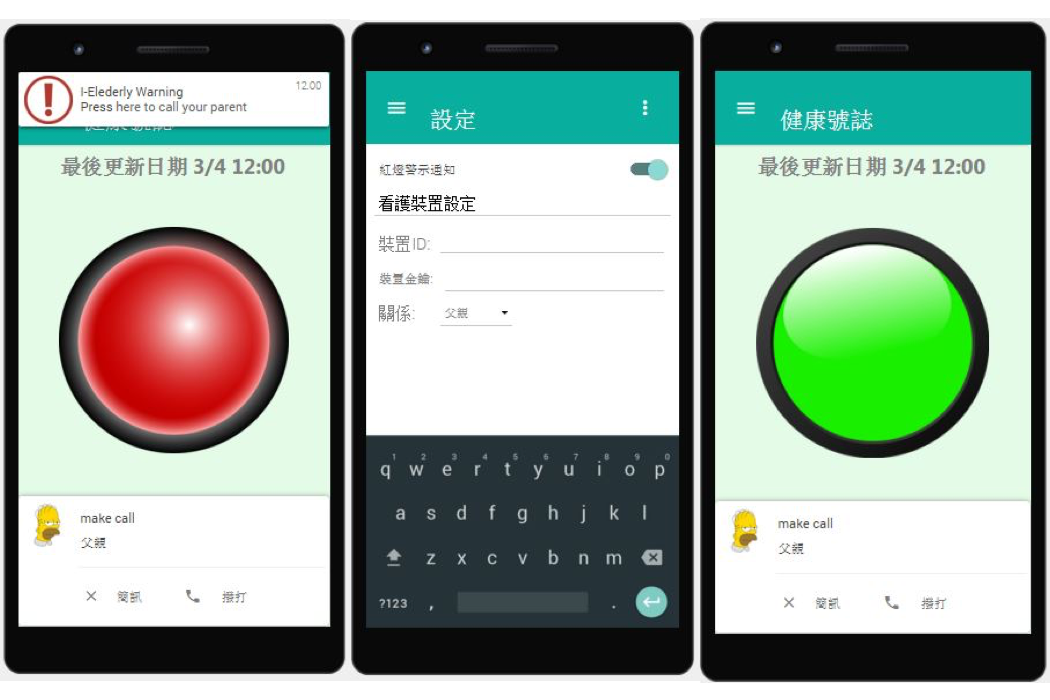 I-Elederly Warning
12:00
Press here to call your parent
最後更新日期 3/4 12:00
make call
父親
簡訊
撥打
設定
紅燈警示通知
看護裝置設定
裝置ID:
裝置金鑰:
關係:
父親
1 2 3 4 5 6 7 8 9 0
q w e r t y u i o p
a s d f g h j k l
z x c v b n m
?123 , .
健康號誌
最後更新日期 3/4 12:00
make call
父親
簡訊
撥打